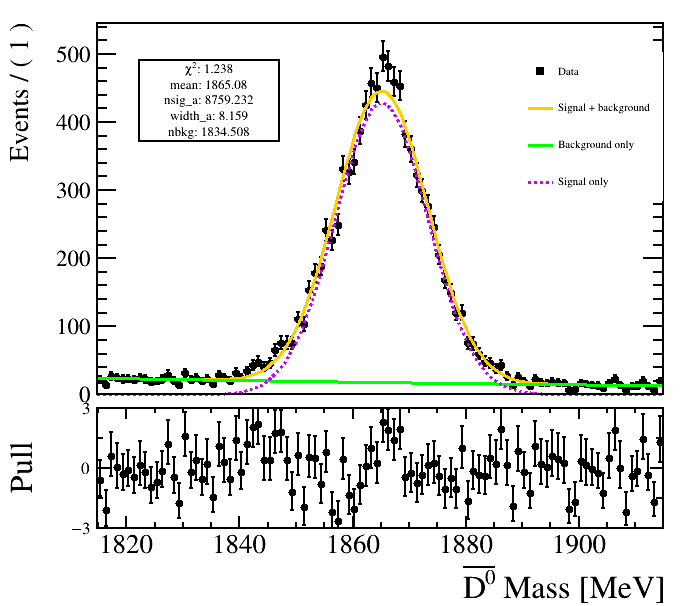 Events / ( 1 )
500
400
300
200
100
0
χ²: 1.238
mean: 1865.08
nsig_a: 8759.232
width_a: 8.159
nbkg: 1834.508
Data
Signal + background
Background only
Signal only
Pull
3
0
−3
1820 1840 1860 1880 1900
D⁰ Mass [MeV]